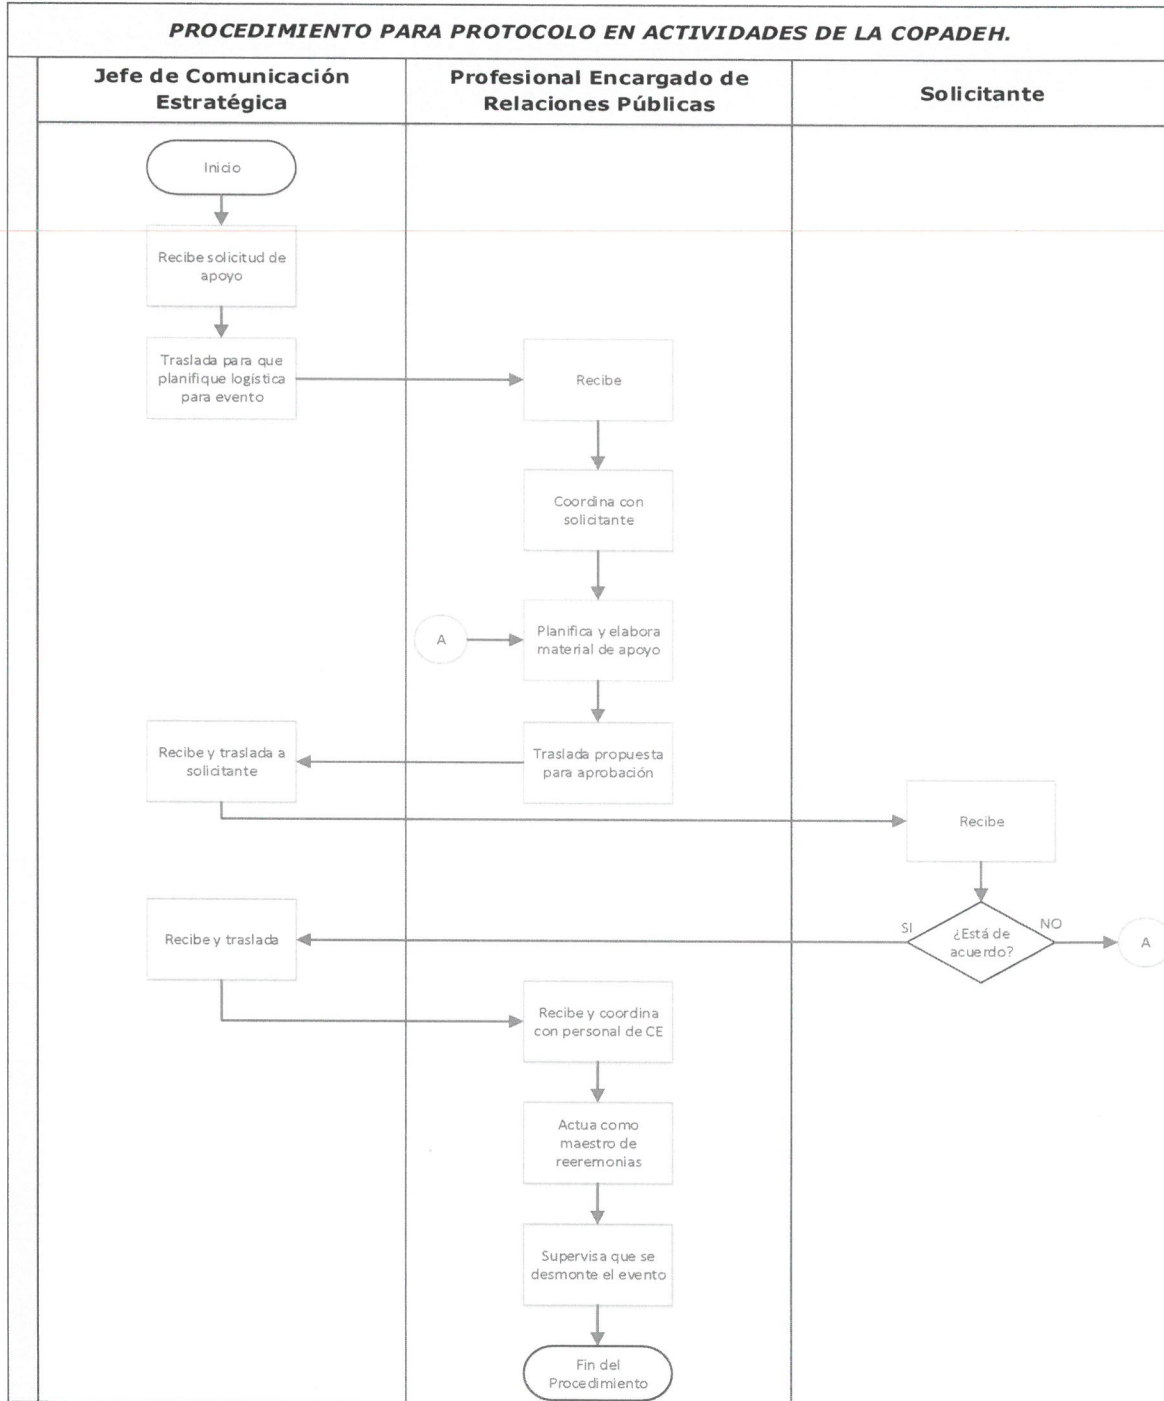 PROCEDIMIENTO PARA PROTOCOLO EN ACTIVIDADES DE LA COPADEH.
Jefe de Comunicación
Estratégica
Profesional Encargado de
Relaciones Públicas
Solicitante
Inicio
Recibe solicitud de
apoyo
Traslada para que
planifique logística
para evento
Recibe
Coordina con
solicitante
A
Planifica y elabora
material de apoyo
Recibe y traslada a
solicitante
Traslada propuesta
para aprobación
Recibe
Recibe y traslada
SI
¿Está de
acuerdo?
NO
A
Recibe y coordina
con personal de CE
Actua como
maestro de
reeremonias
Supervisa que se
desmonte el evento
Fin del
Procedimiento